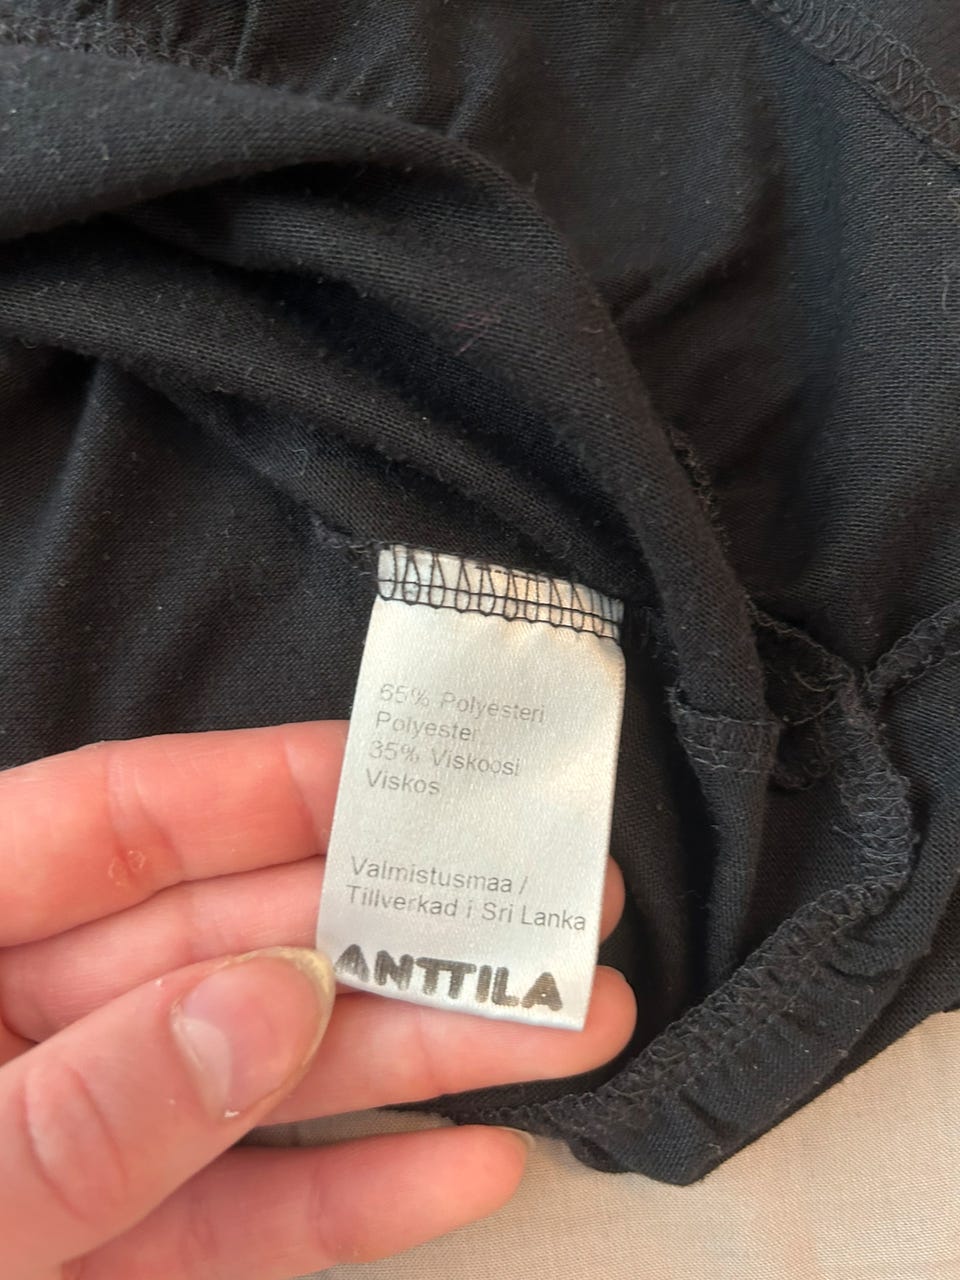 65% Polyesteri
Polyester
35% Viskoosi
Viskos
Valmistusmaa /
Tillverkad i Sri Lanka
ANTTILA